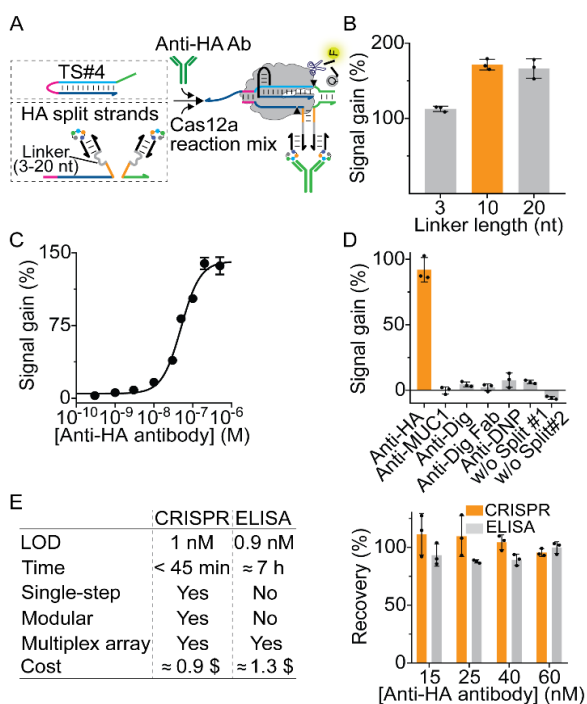 A
Anti-HA Ab
TS#4
HA split strands
Linker
(3-20 nt)
Cas12a
reaction mix
F
Q
B
Signal gain (%)
200
100
0
3
10
20
Linker length (nt)
C
Signal gain (%)
150
75
0
10-10 10-9 10-8 10-7 10-6
[Anti-HA antibody] (M)
D
Signal gain (%)
100
50
0
Anti-HA
Anti-MUC1
Anti-Dig
Anti-Dig Fab
Anti-DNP
w/o Split #1
w/o Split#2
E
CRISPR ELISA
LOD 1 nM 0.9 nM
Time < 45 min ≈ 7 h
Single-step Yes No
Modular Yes No
Multiplex array Yes Yes
Cost ≈ 0.9 $ ≈ 1.3 $
CRISPR
ELISA
Recovery (%)
100
50
0
15 25 40 60
[Anti-HA antibody] (nM)